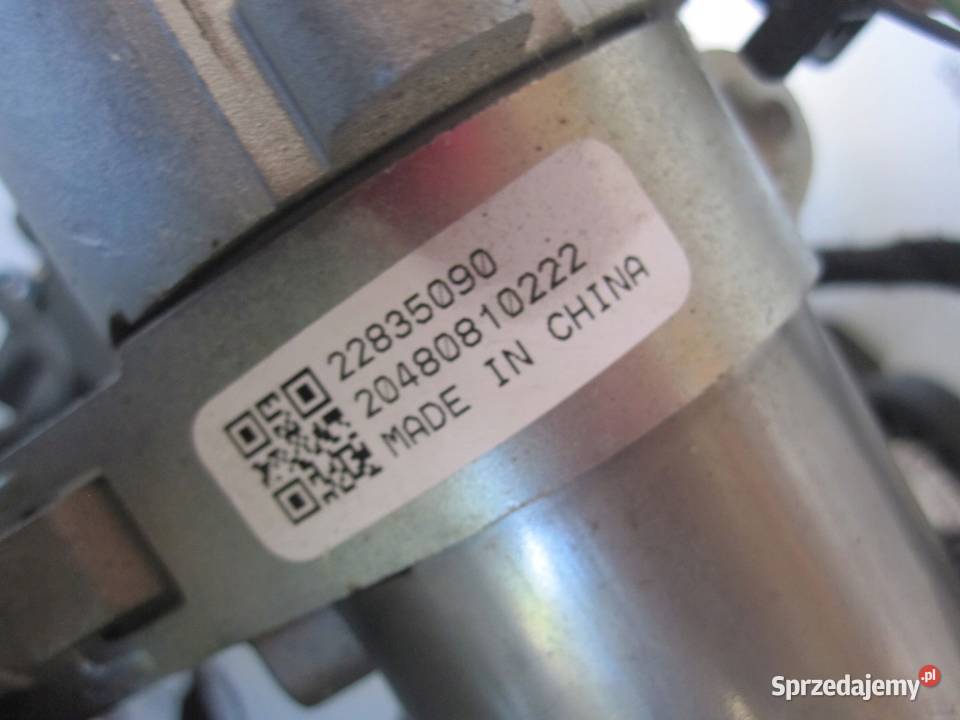 22835090
20480810222
MADE IN CHINA
Sprzedajemy.pl